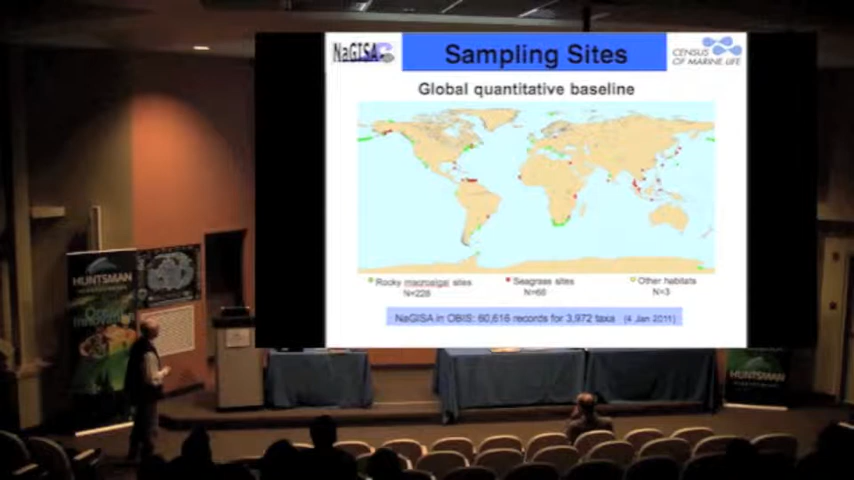 NaGISA
Sampling Sites
CENSUS
OF MARINE LIFE
Global quantitative baseline
Rocky macroalgal sites
N=228
Seagrass sites
Other habitats
N=3
NaGISA in OBIS: 60,616 records for 3,972 taxa (4 Jan 2011)
HUNTSMAN
HUNTSMAN